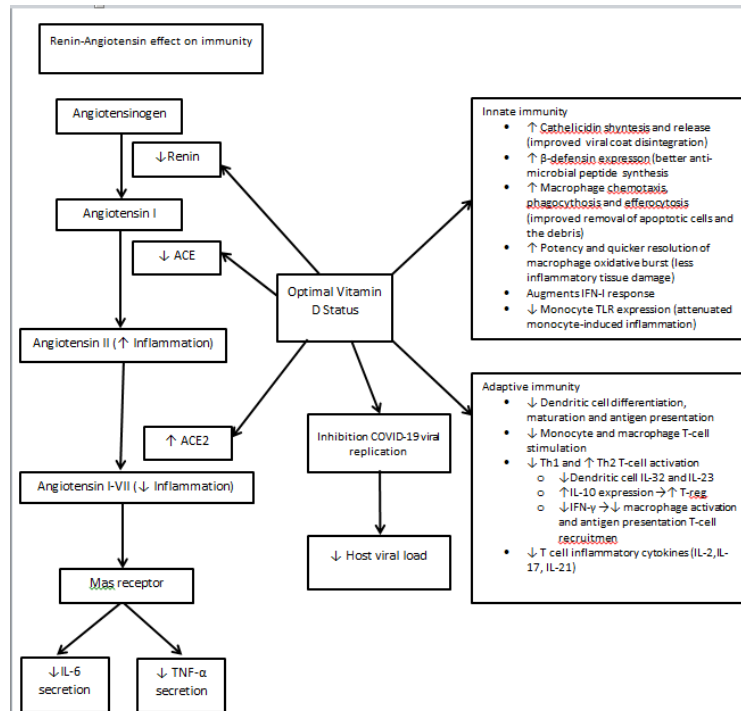 Renin-Angiotensin effect on immunity
Angiotensinogen
↓Renin
Angiotensin I
↓ ACE
Angiotensin II (↑ Inflammation)
↑ ACE2
Angiotensin I-VII (↓ Inflammation)
Mas receptor
↓IL-6
secretion
↓ TNF-α
secretion
Optimal Vitamin
D Status
Inhibition COVID-19 viral
replication
↓ Host viral load
Innate immunity
• ↑ Cathelicidin shyntesis and release
(improved viral coat disintegration)
• ↑ β-defensin expresson (better anti-
microbial peptide synthesis
• ↑ Macrophage chemotaxis,
phagocythosis and efferocytosis
(improved removal of apoptotic cells and
the debris)
• ↑ Potency and quicker resolution of
macrophage oxidative burst (less
inflammatory tissue damage)
• Augments IFN-I response
• ↓ Monocyte TLR expression (attenuated
monocyte-induced inflammation)
Adaptive immunity
• ↓ Dendritic cell differentiation,
maturation and antigen presentation
• ↓ Monocyte and macrophage T-cell
stimulation
• ↓ Th1 and ↑ Th2 T-cell activation
o ↓Dendritic cell IL-32 and IL-23
o ↑IL-10 expression →↑ T-reg
o ↓IFN-γ →↓ macrophage activation
and antigen presentation T-cell
recruitmen
• ↓ T cell inflammatory cytokines (IL-2,IL-
17, IL-21)